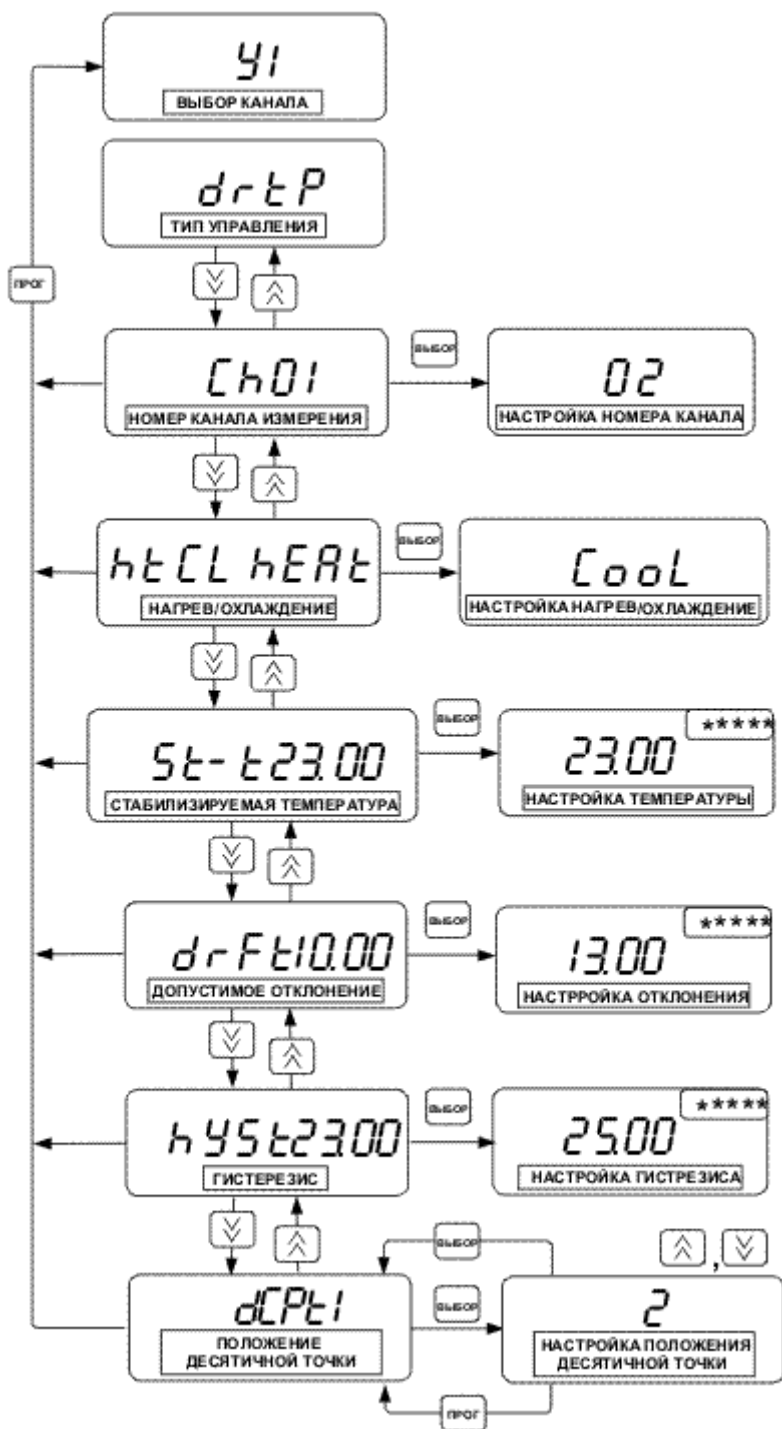 У1
ВЫБОР КАНАЛА
drtP
ТИП УПРАВЛЕНИЯ
ПРОГ
Ch01
НОМЕР КАНАЛА ИЗМЕРЕНИЯ
ВЫБОР
02
НАСТРОЙКА НОМЕРА КАНАЛА
htCL hEAt
НАГРЕВ/ОХЛАЖДЕНИЕ
ВЫБОР
CooL
НАСТРОЙКА НАГРЕВ/ОХЛАЖДЕНИЕ
St-t23.00
СТАБИЛИЗИРУЕМАЯ ТЕМПЕРАТУРА
ВЫБОР
*****
23.00
НАСТРОЙКА ТЕМПЕРАТУРЫ
drFt10.00
ДОПУСТИМОЕ ОТКЛОНЕНИЕ
ВЫБОР
*****
13.00
НАСТРРОЙКА ОТКЛОНЕНИЯ
hYSt23.00
ГИСТЕРЕЗИС
ВЫБОР
*****
25.00
НАСТРОЙКА ГИСТРЕЗИСА
ВЫБОР
,
dCPt1
ПОЛОЖЕНИЕ
ДЕСЯТИЧНОЙ ТОЧКИ
ВЫБОР
2
НАСТРОЙКА ПОЛОЖЕНИЯ
ДЕСЯТИЧНОЙ ТОЧКИ
ПРОГ